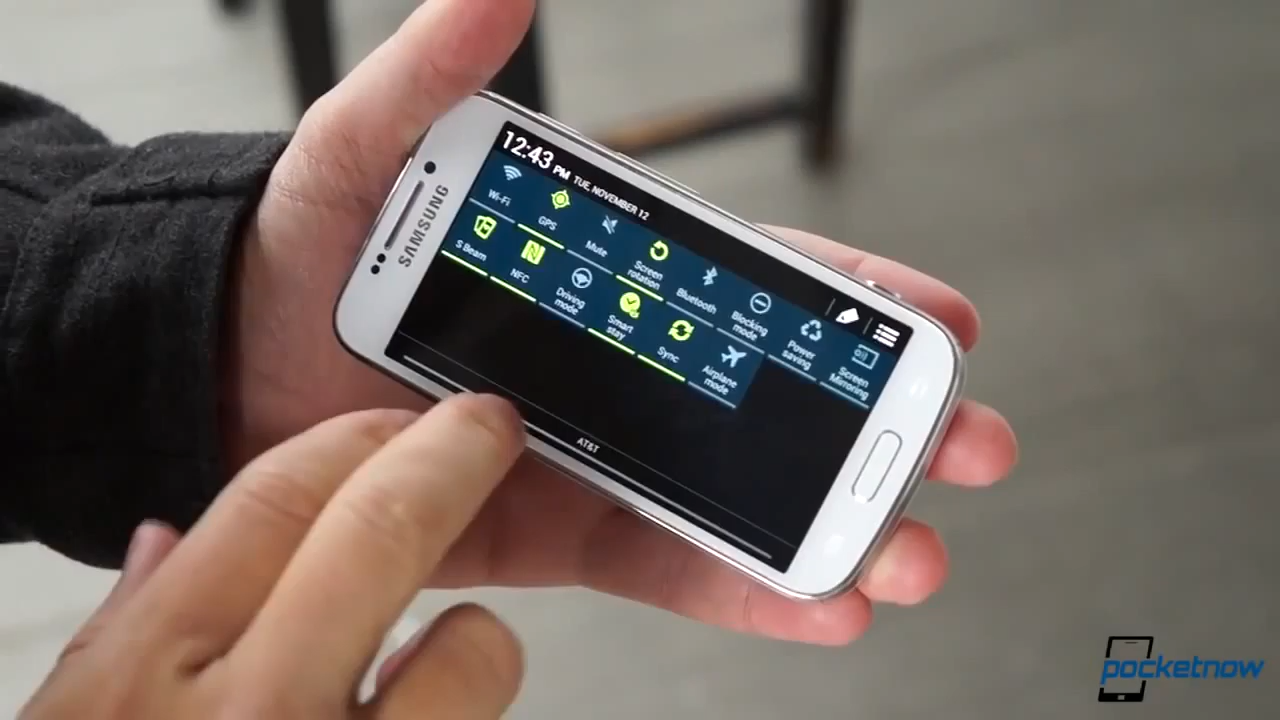 12:43 PM TUE, NOVEMBER 12
SAMSUNG
Wi-Fi
GPS
Mute
Screen
rotation
Bluetooth
Blocking
mode
Power
saving
Screen
Mirroring
S Beam
NFC
Driving
mode
Smart
stay
Sync
Airplane
mode
AT&T
pocketnow